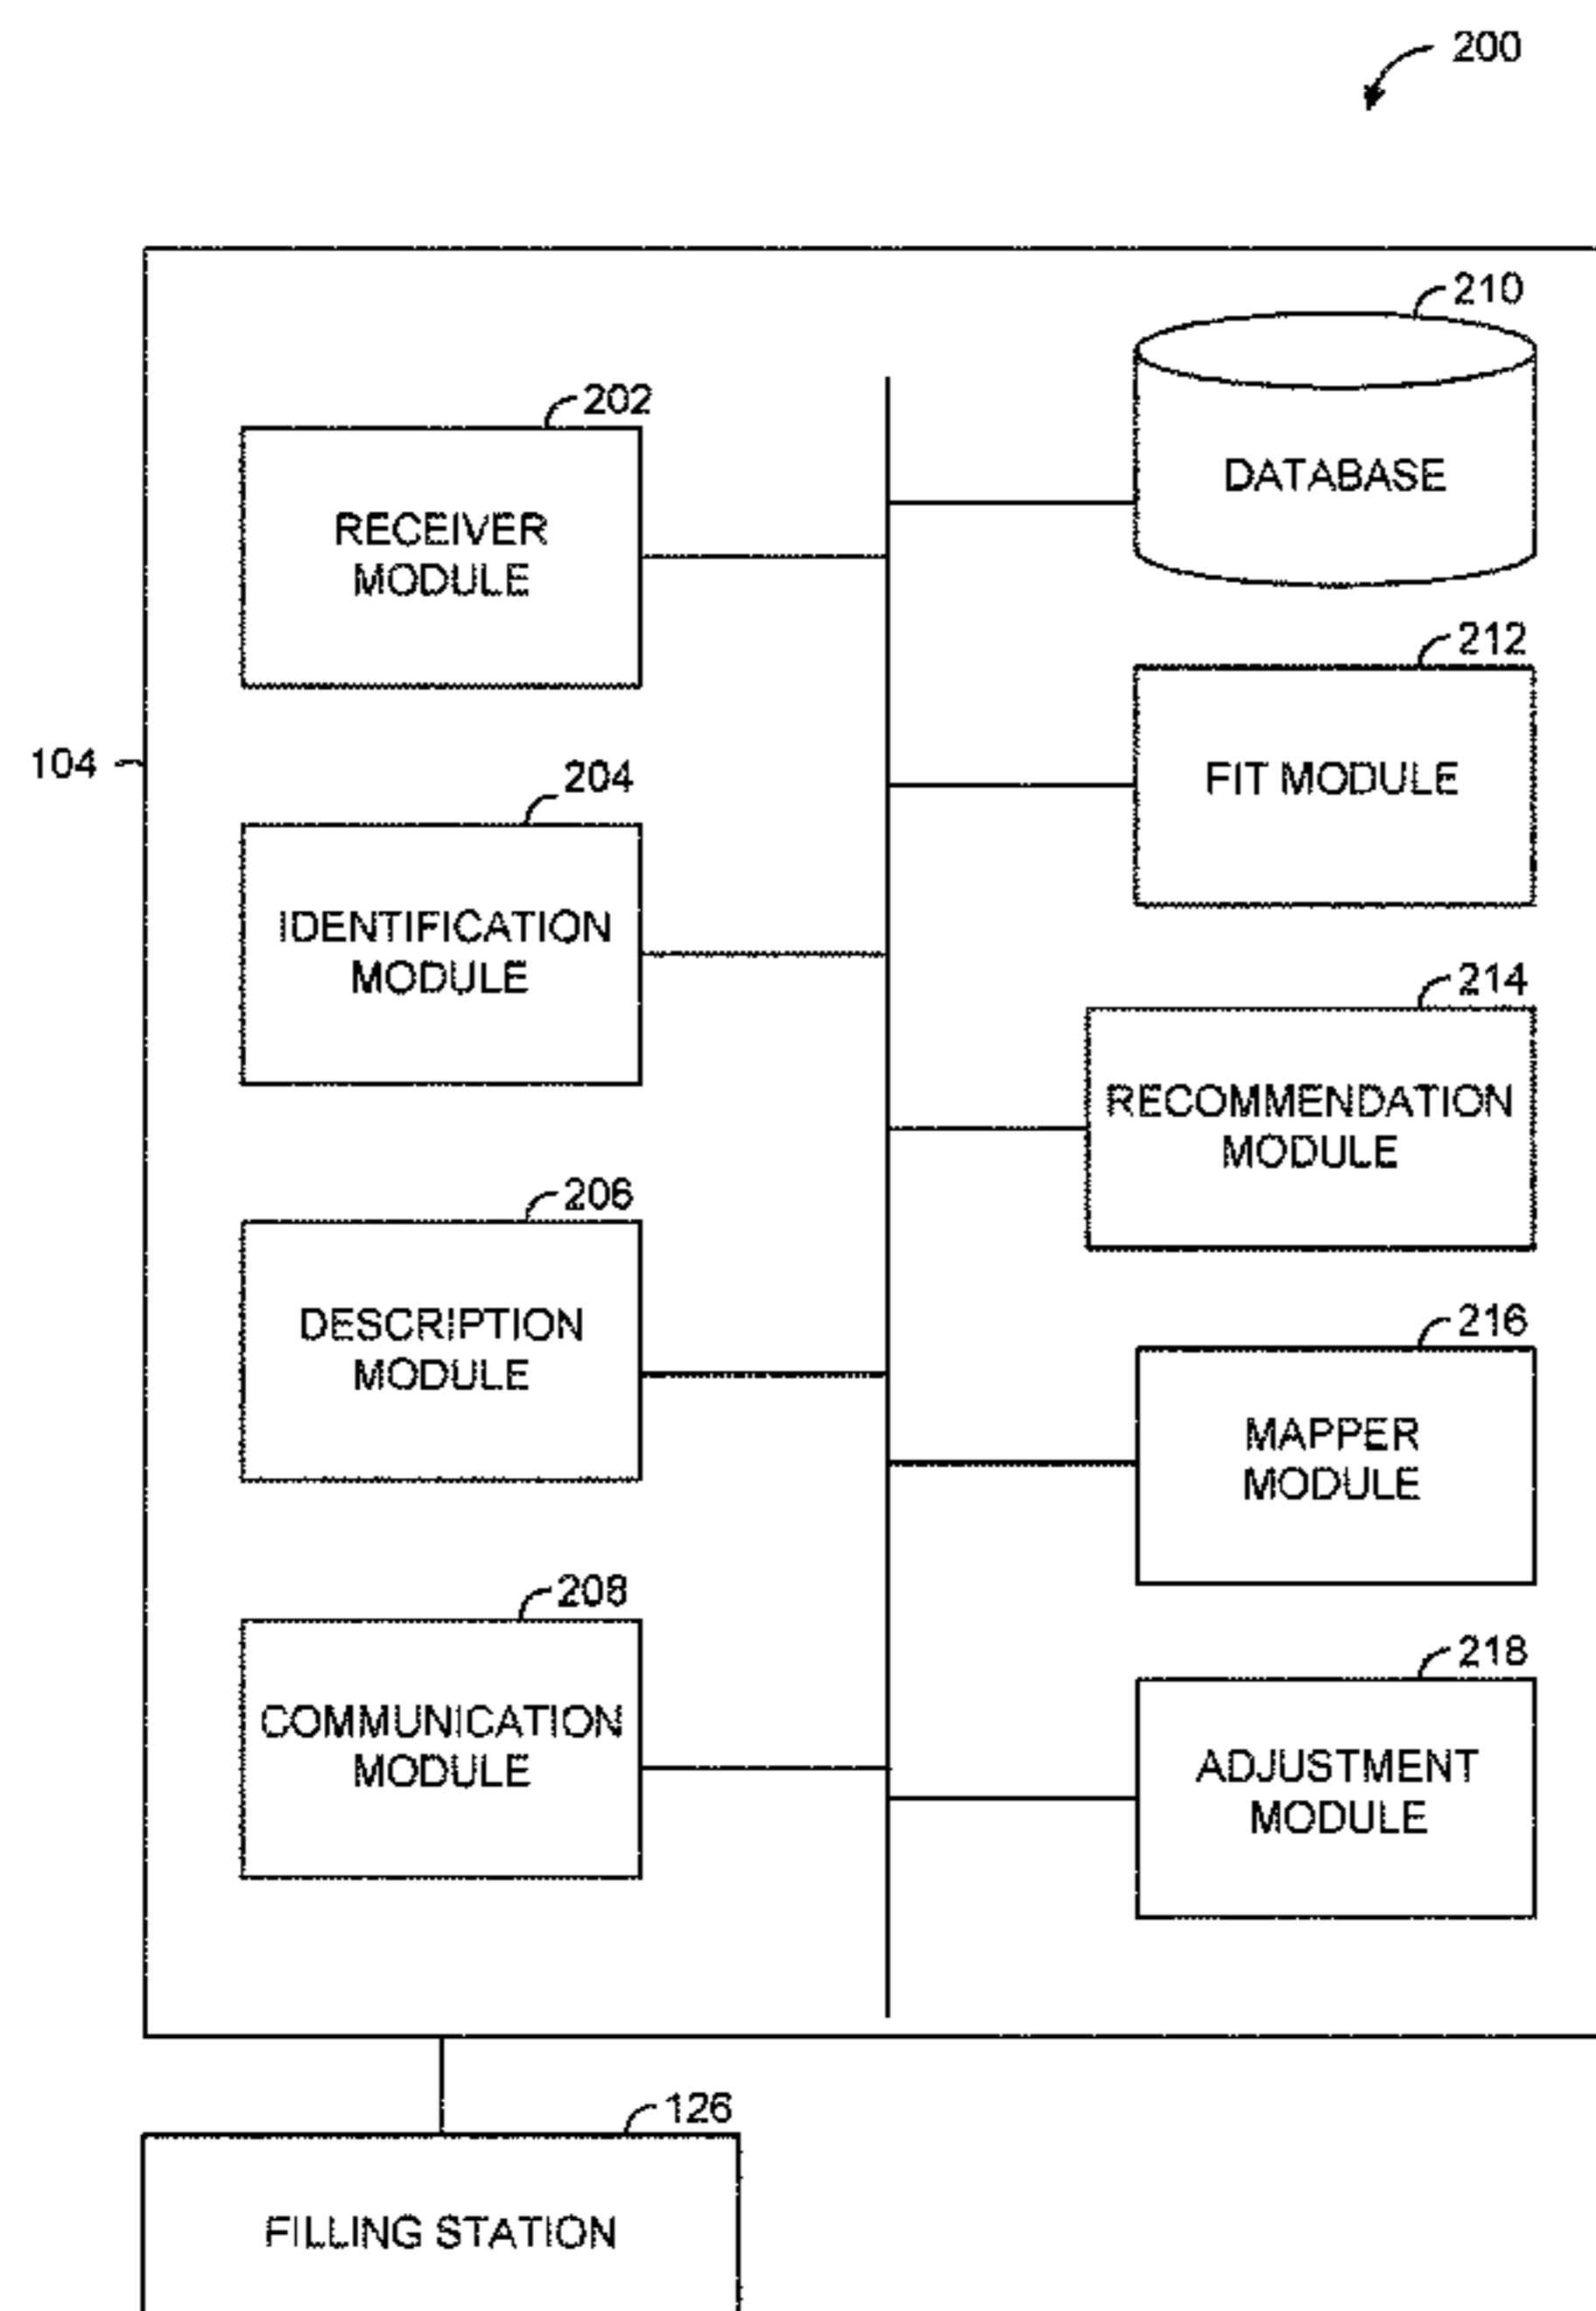 200
210
DATABASE
202
RECEIVER
MODULE
212
FIT MODULE
104
204
IDENTIFICATION
MODULE
214
RECOMMENDATION
MODULE
206
DESCRIPTION
MODULE
216
MAPPER
MODULE
208
COMMUNICATION
MODULE
218
ADJUSTMENT
MODULE
126
FILLING STATION